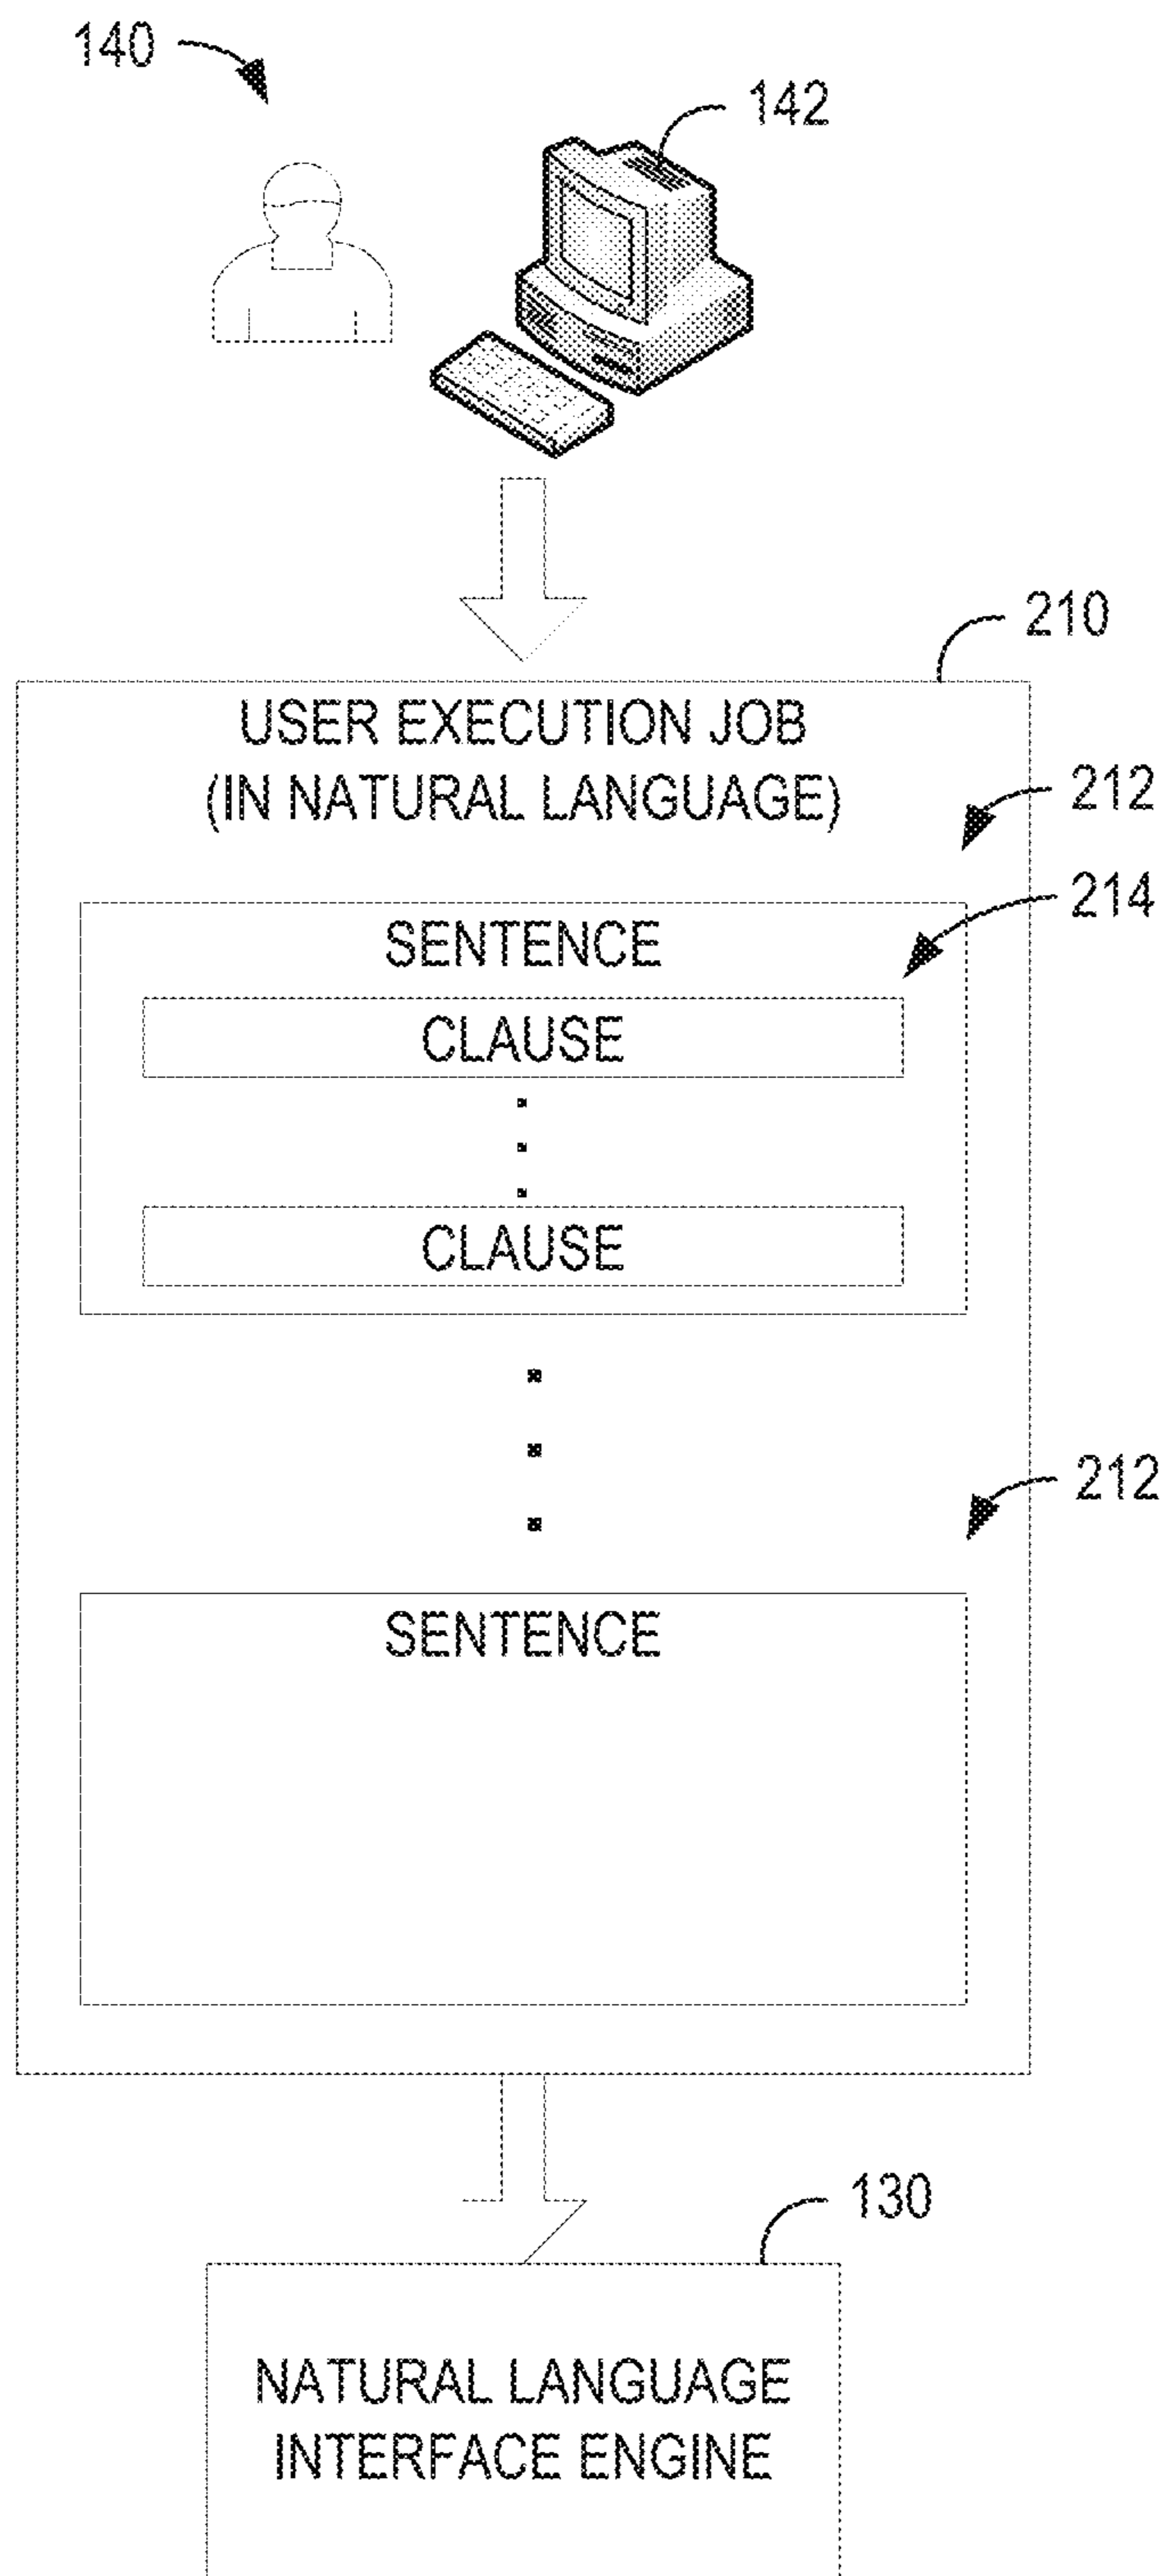 140
142
210
USER EXECUTION JOB
(IN NATURAL LANGUAGE)
212
214
SENTENCE
CLAUSE
CLAUSE
212
SENTENCE
130
NATURAL LANGUAGE
INTERFACE ENGINE